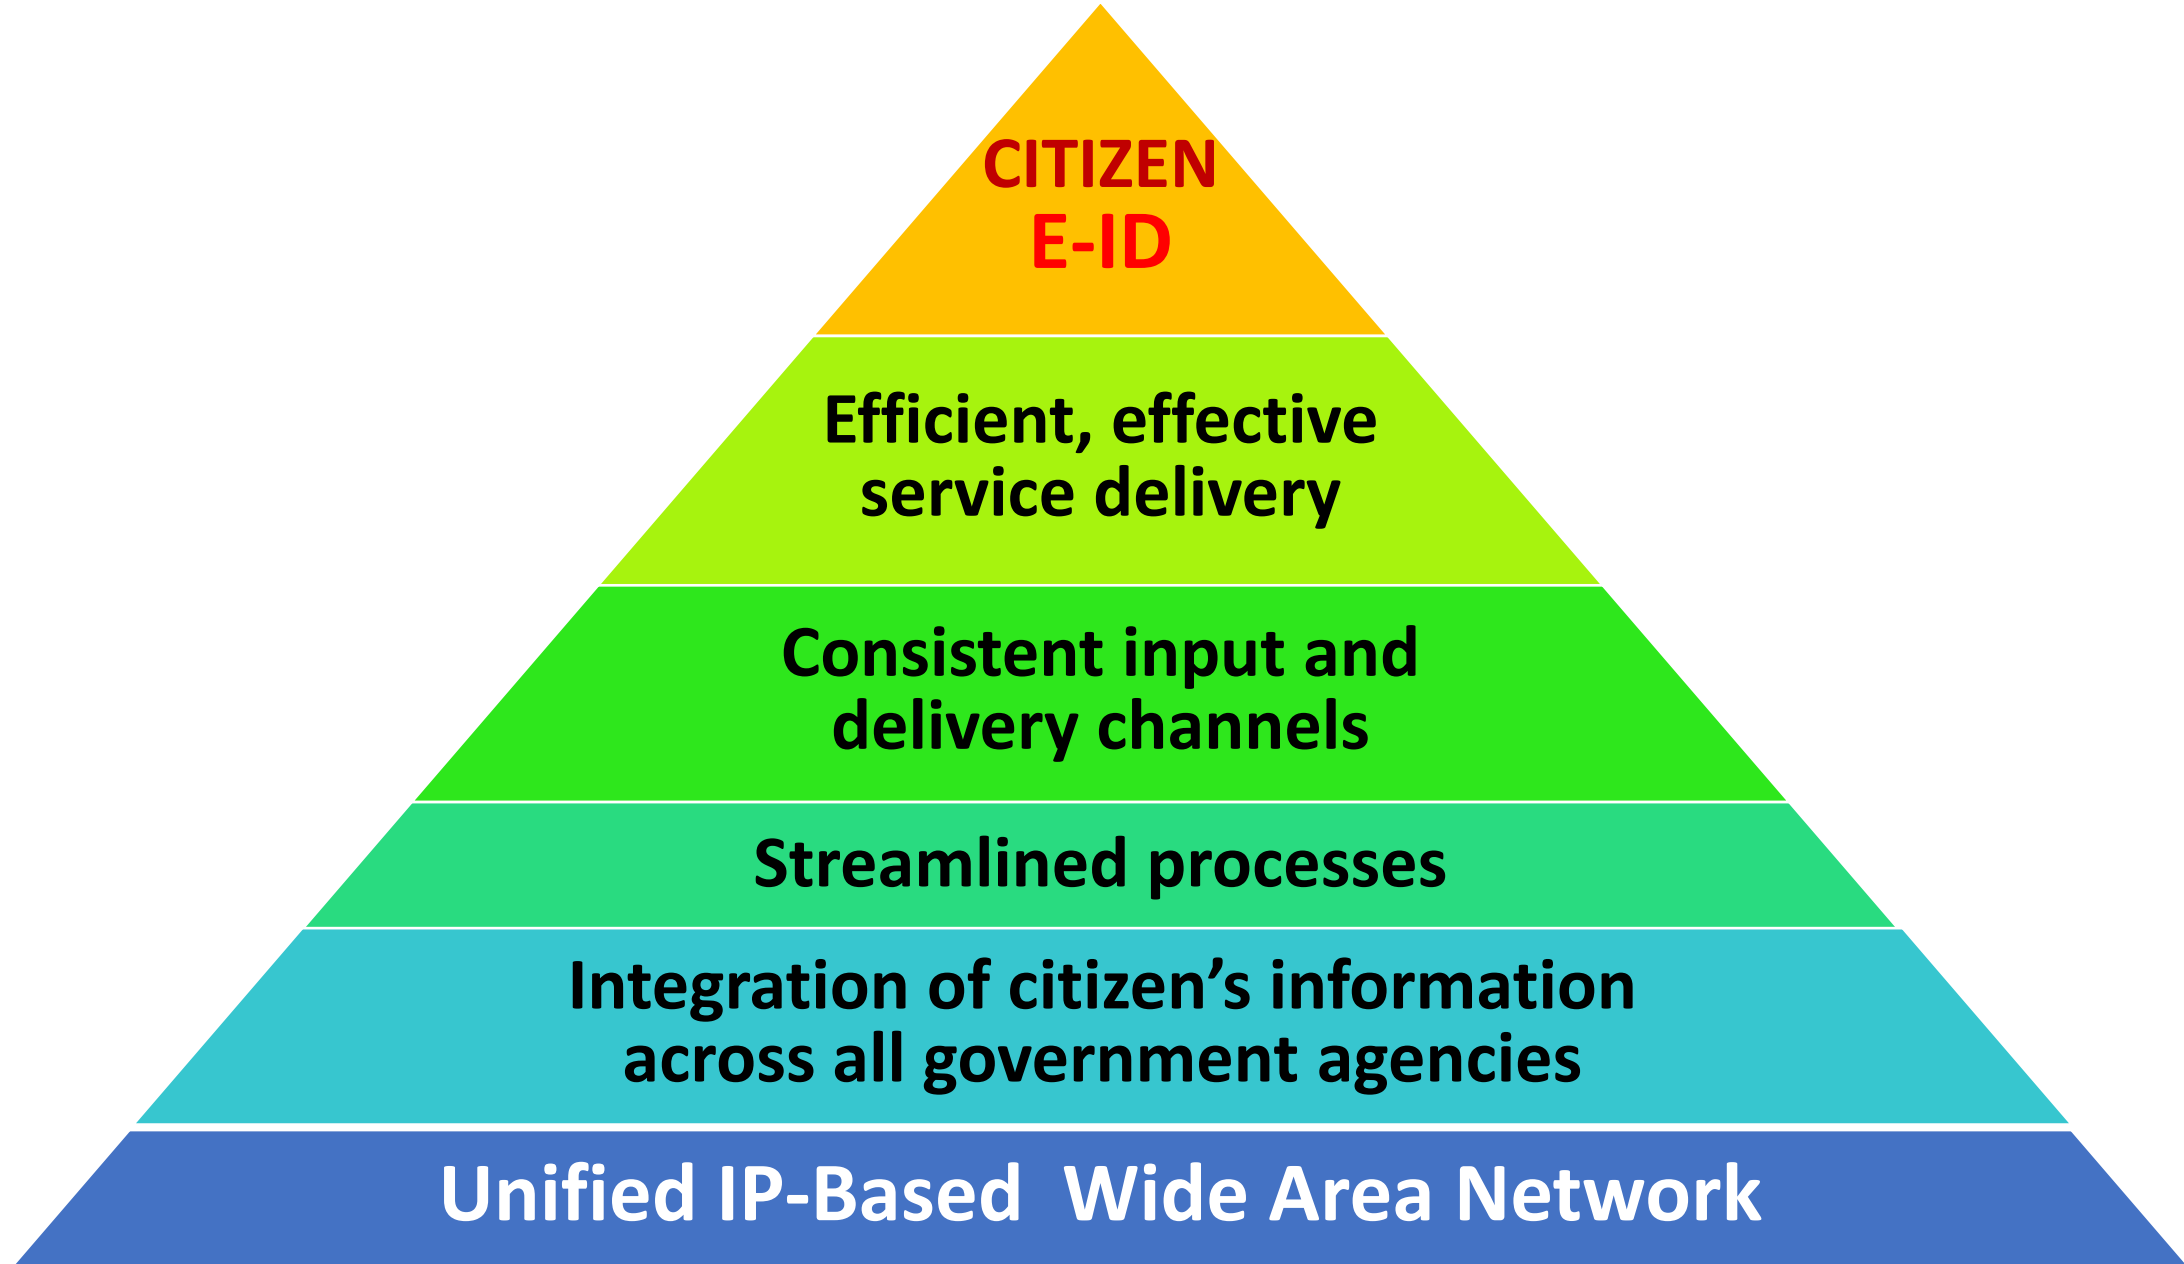 CITIZEN
E-ID
Efficient, effective
service delivery
Consistent input and
delivery channels
Streamlined processes
Integration of citizen’s information
across all government agencies
Unified IP-Based  Wide Area Network